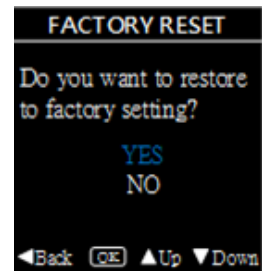 FACTORY RESET
Do you want to restore
to factory setting?
YES
NO
◀Back OK ▲Up ▼Down